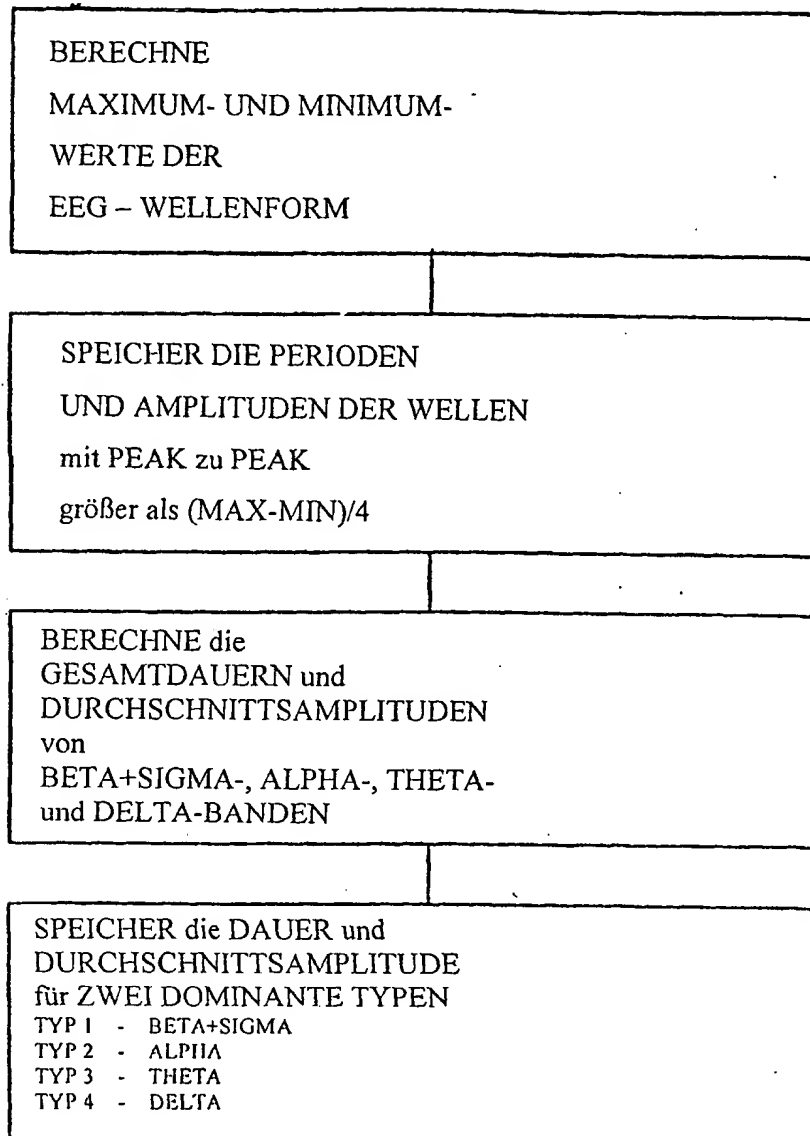 BERECHNE
MAXIMUM- UND MINIMUM-
WERTE DER
EEG – WELLENFORM
SPEICHER DIE PERIODEN
UND AMPLITUDEN DER WELLEN
mit PEAK zu PEAK
größer als (MAX-MIN)/4
BERECHNE die
GESAMTDAUERN und
DURCHSCHNITTSAMPLITUDEN
von
BETA+SIGMA-, ALPHA-, THETA-
und DELTA-BANDEN
SPEICHER die DAUER und
DURCHSCHNITTSAMPLITUDE
für ZWEI DOMINANTE TYPEN
TYP 1 - BETA+SIGMA
TYP 2 - ALPHA
TYP 3 - THETA
TYP 4 - DELTA